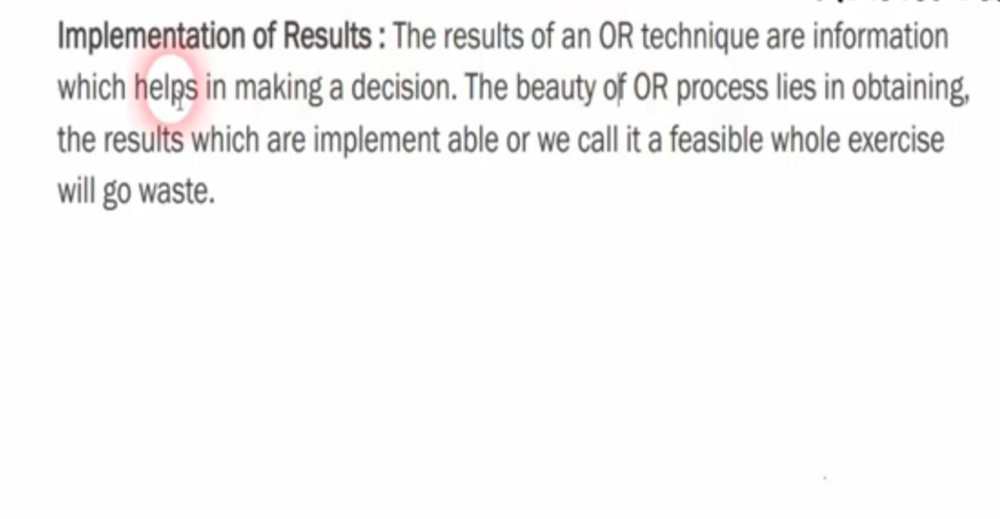 Implementation of Results : The results of an OR technique are information
which helps in making a decision. The beauty of OR process lies in obtaining,
the results which are implement able or we call it a feasible whole exercise
will go waste.